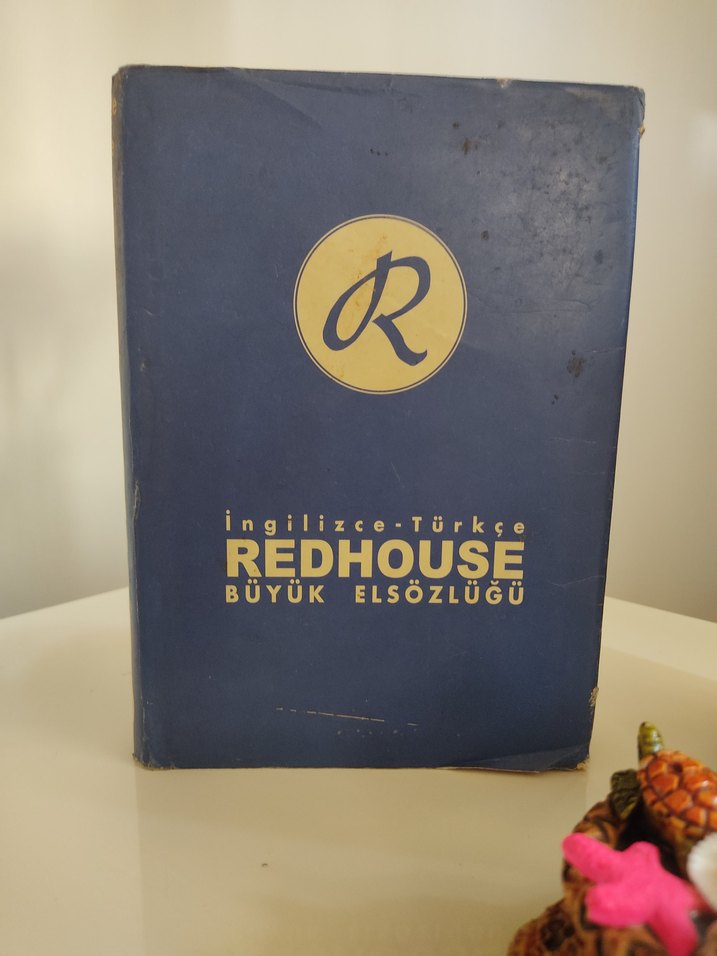 R
İngilizce-Türkçe
REDHOUSE
BÜYÜK ELSÖZLÜĞÜ